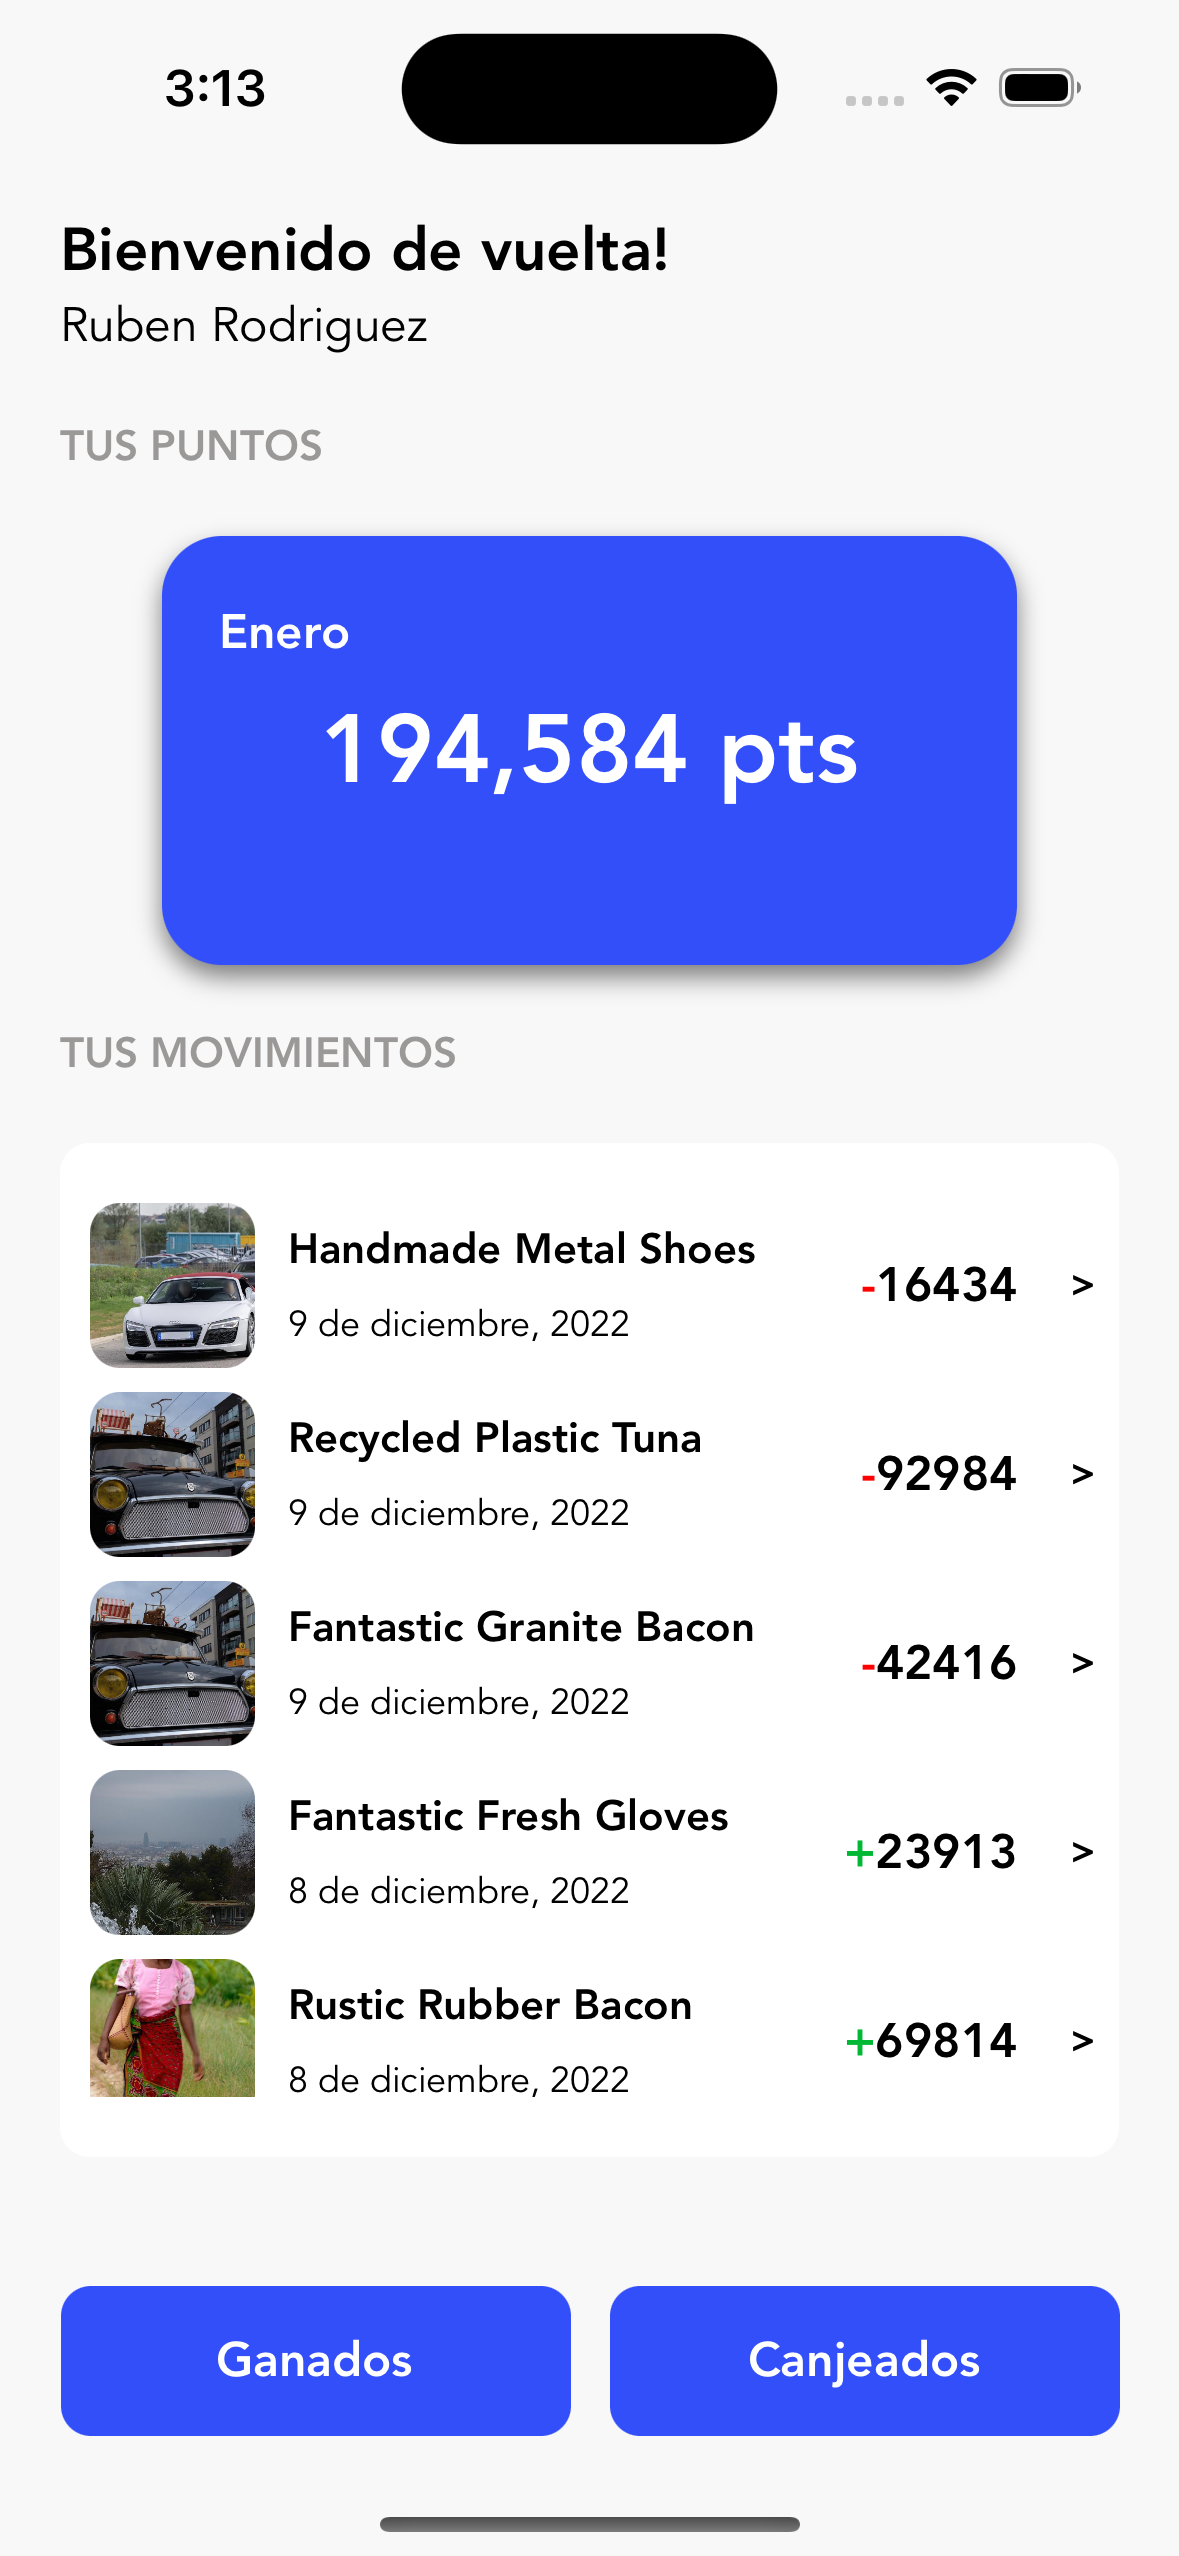 3:13
Bienvenido de vuelta!
Ruben Rodriguez
TUS PUNTOS
Enero
194,584 pts
TUS MOVIMIENTOS
Handmade Metal Shoes
9 de diciembre, 2022
-16434 >
Recycled Plastic Tuna
9 de diciembre, 2022
-92984 >
Fantastic Granite Bacon
9 de diciembre, 2022
-42416 >
Fantastic Fresh Gloves
8 de diciembre, 2022
+23913 >
Rustic Rubber Bacon
8 de diciembre, 2022
+69814 >
Ganados
Canjeados